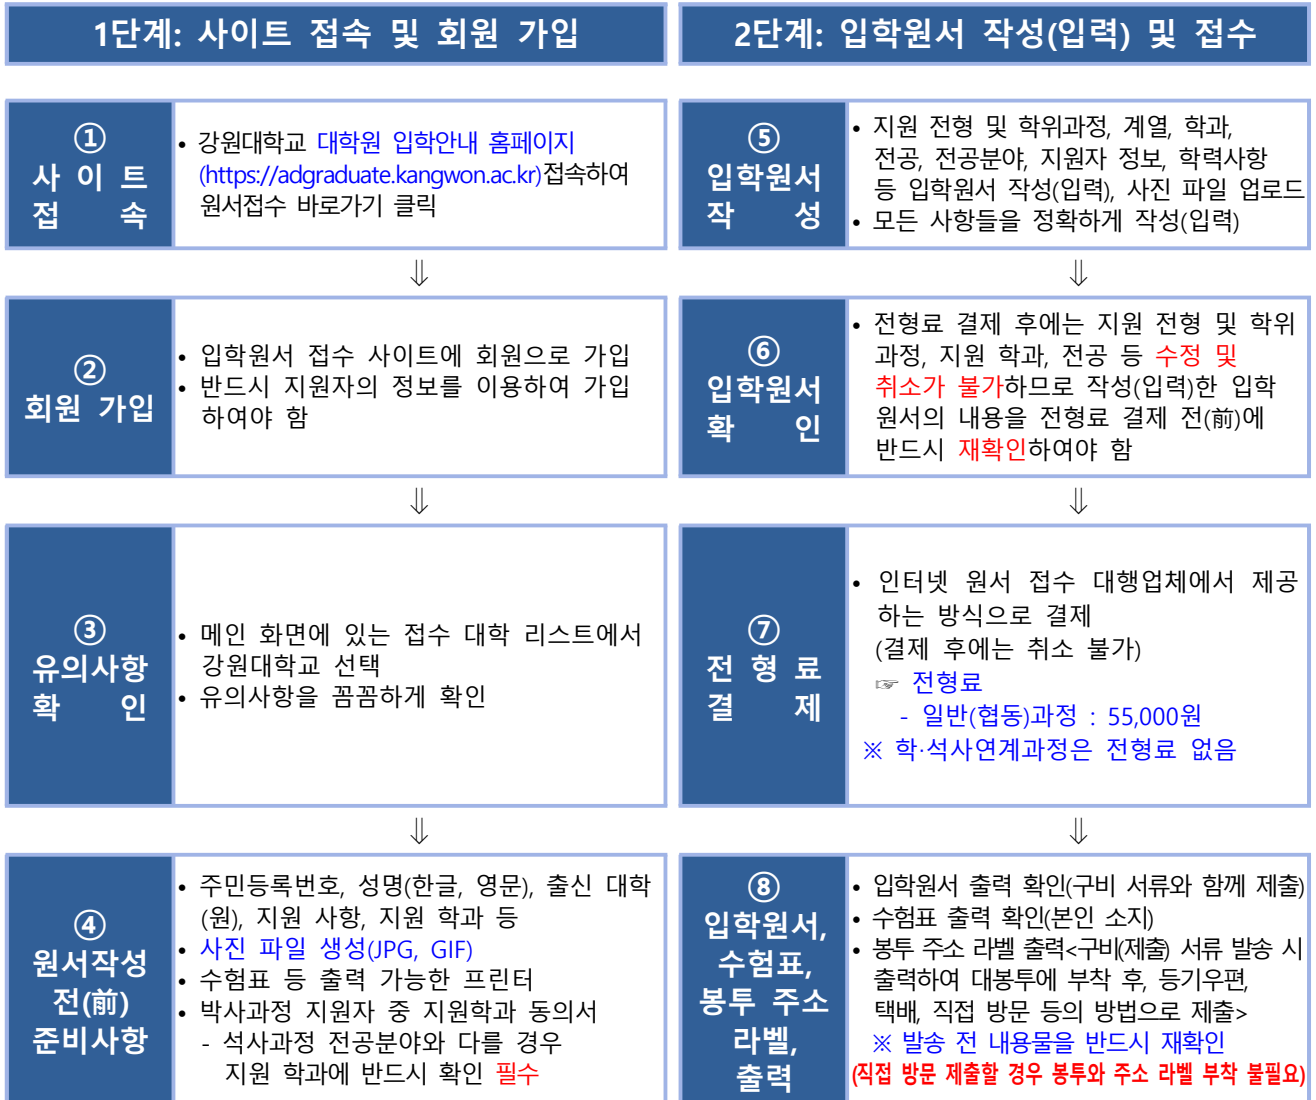 1단계: 사이트 접속 및 회원 가입
①
사 이 트
접 속
• 강원대학교 대학원 입학안내 홈페이지
(https://adgraduate.kangwon.ac.kr)접속하여
원서접수 바로가기 클릭
⇓
②
회원 가입
• 입학원서 접수 사이트에 회원으로 가입
• 반드시 지원자의 정보를 이용하여 가입
하여야 함
⇓
③
유의사항
확 인
• 메인 화면에 있는 접수 대학 리스트에서
강원대학교 선택
• 유의사항을 꼼꼼하게 확인
⇓
④
원서작성
전(前)
준비사항
• 주민등록번호, 성명(한글, 영문), 출신 대학
(원), 지원 사항, 지원 학과 등
• 사진 파일 생성(JPG, GIF)
• 수험표 등 출력 가능한 프린터
• 박사과정 지원자 중 지원학과 동의서
- 석사과정 전공분야와 다를 경우
지원 학과에 반드시 확인 필수
2단계: 입학원서 작성(입력) 및 접수
⑤
입학원서
작 성
• 지원 전형 및 학위과정, 계열, 학과,
전공, 전공분야, 지원자 정보, 학력사항
등 입학원서 작성(입력), 사진 파일 업로드
• 모든 사항들을 정확하게 작성(입력)
⇓
⑥
입학원서
확 인
• 전형료 결제 후에는 지원 전형 및 학위
과정, 지원 학과, 전공 등 수정 및
취소가 불가하므로 작성(입력)한 입학
원서의 내용을 전형료 결제 전(前)에
반드시 재확인하여야 함
⇓
⑦
전 형 료
결 제
• 인터넷 원서 접수 대행업체에서 제공
하는 방식으로 결제
(결제 후에는 취소 불가)
☞ 전형료
- 일반(협동)과정 : 55,000원
※ 학·석사연계과정은 전형료 없음
⇓
⑧
입학원서,
수험표,
봉투 주소
라벨,
출력
• 입학원서 출력 확인(구비 서류와 함께 제출)
• 수험표 출력 확인(본인 소지)
• 봉투 주소 라벨 출력<구비(제출) 서류 발송 시
출력하여 대봉투에 부착 후, 등기우편,
택배, 직접 방문 등의 방법으로 제출>
※ 발송 전 내용물을 반드시 재확인
(직접 방문 제출할 경우 봉투와 주소 라벨 부착 불필요)